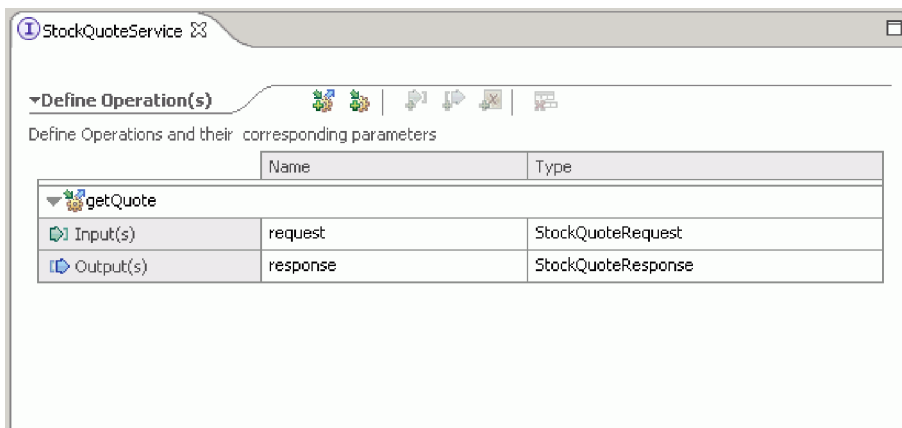 StockQuoteService
Define Operation(s)
Define Operations and their corresponding parameters
Name Type
getQuote
Input(s) request StockQuoteRequest
Output(s) response StockQuoteResponse